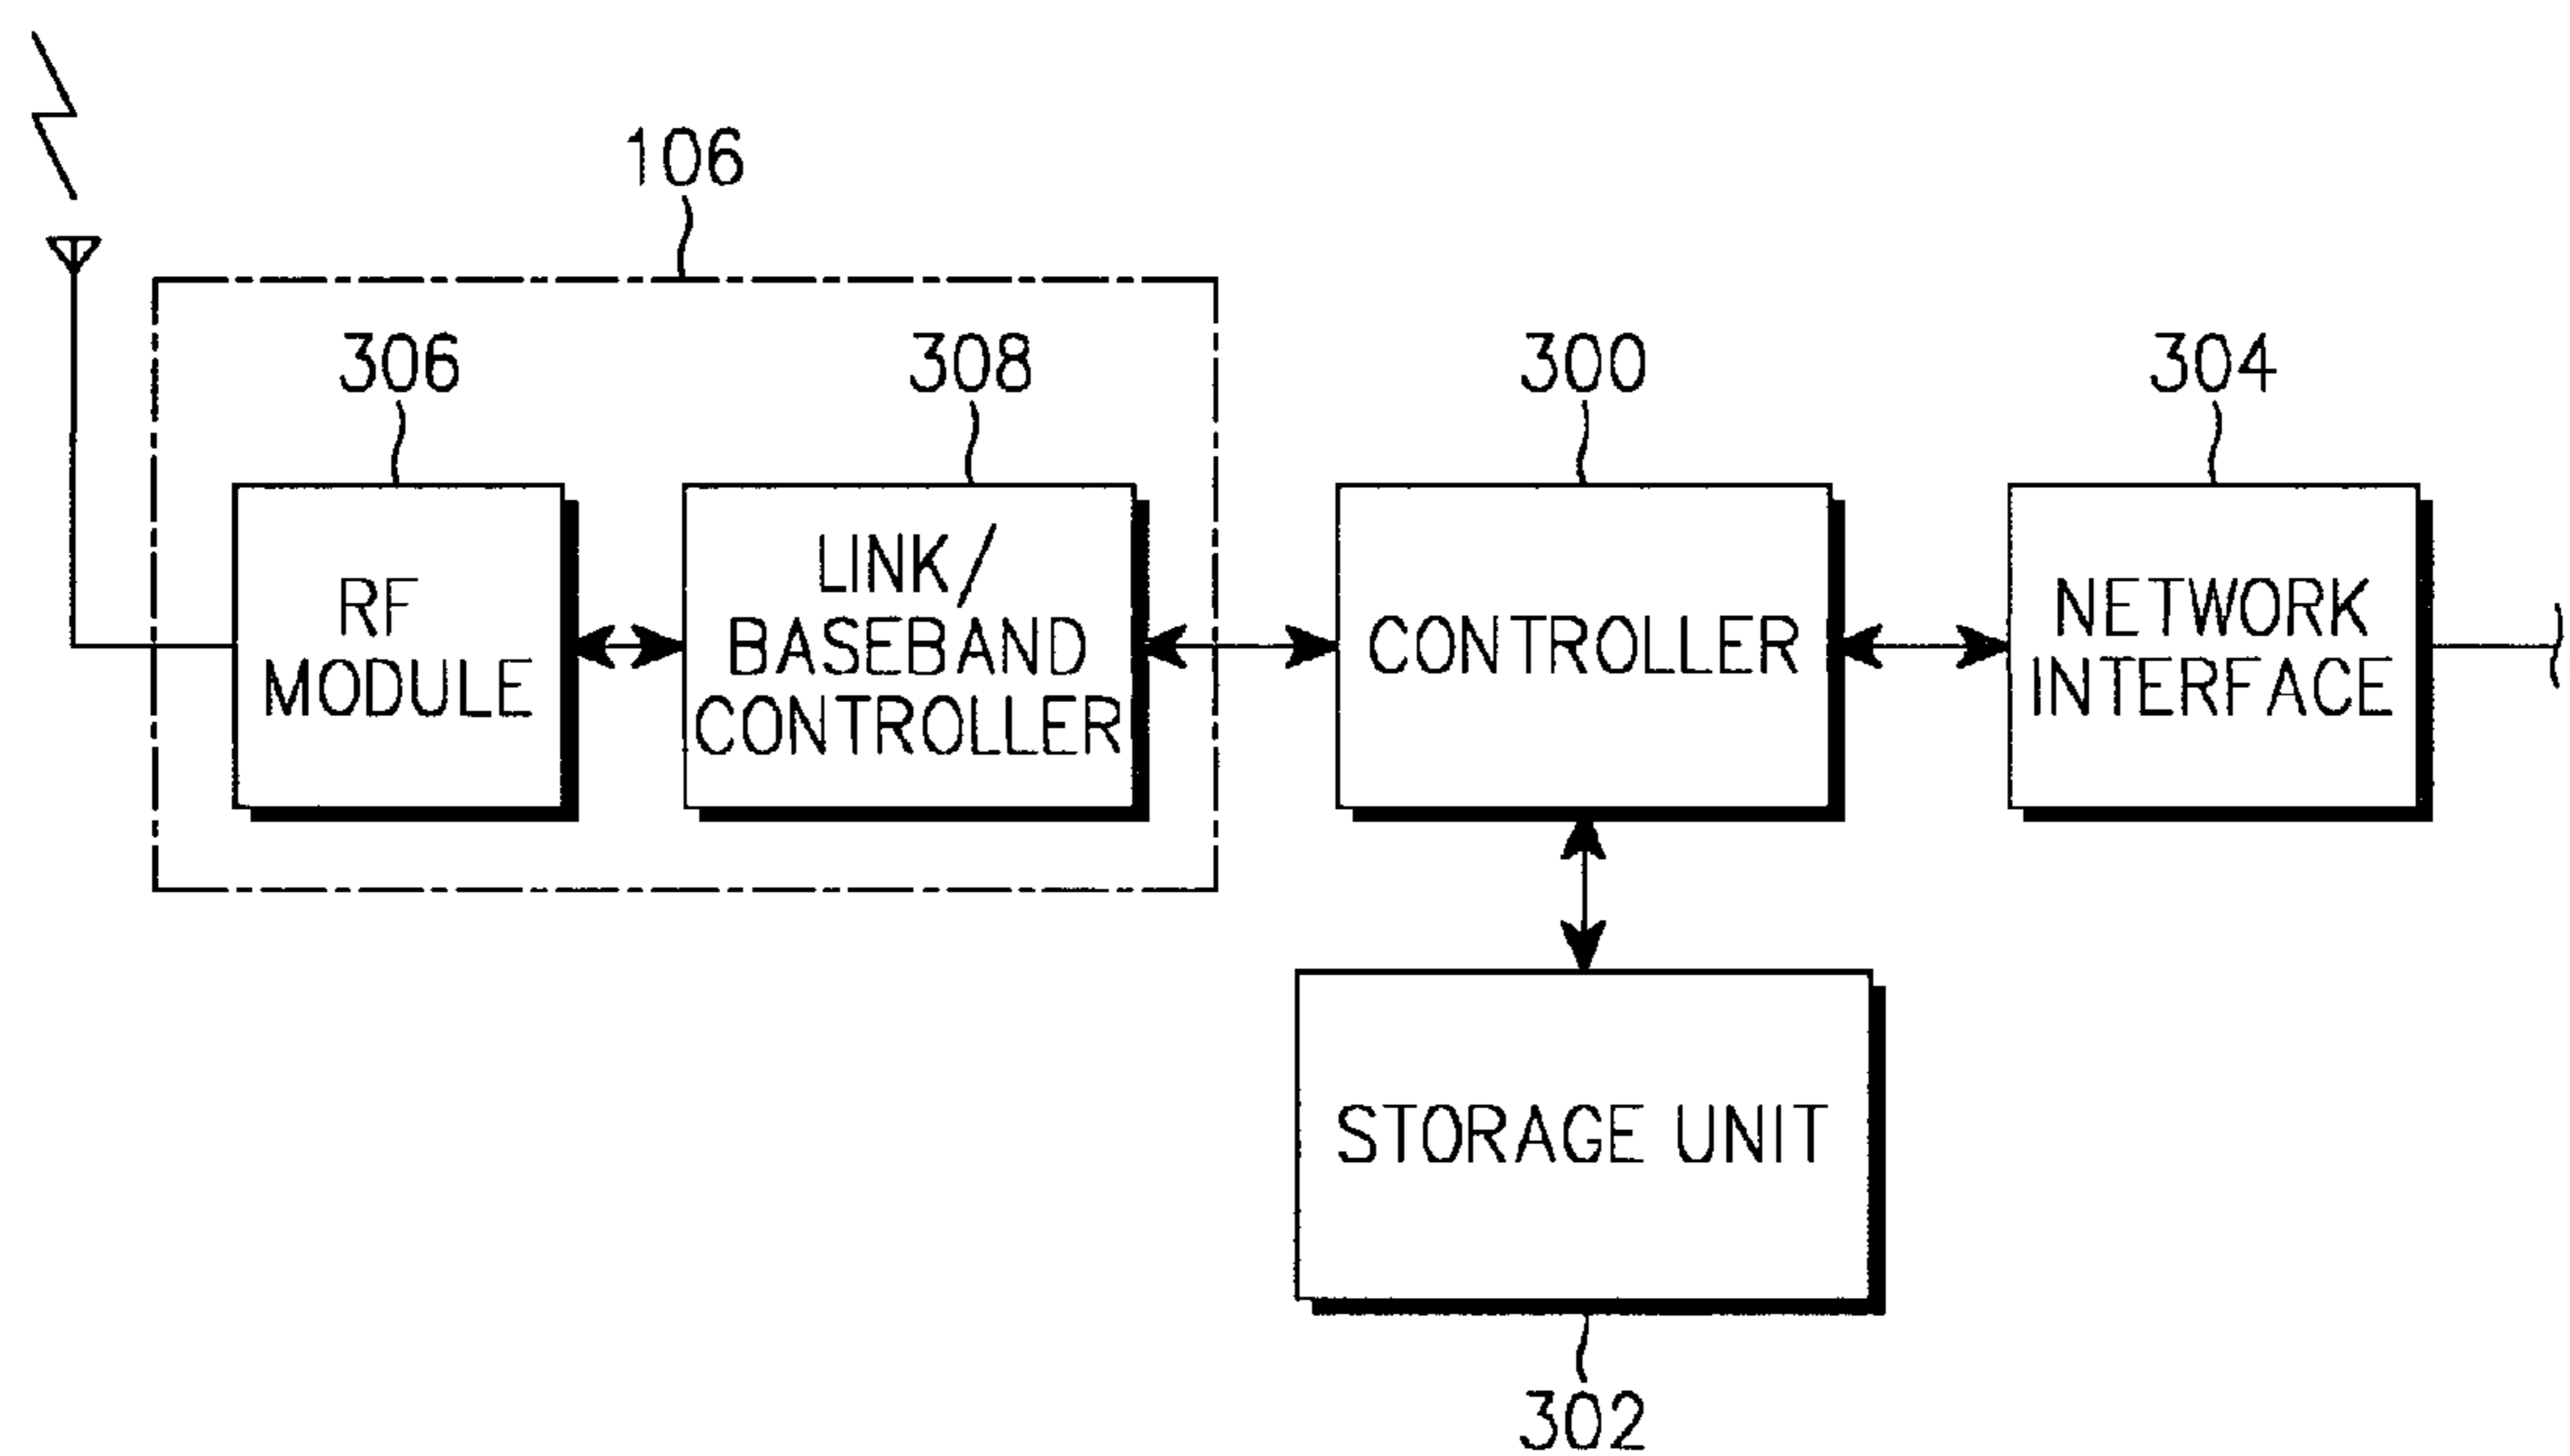 106
306
308
300
304
RF
MODULE
LINK/
BASEBAND
CONTROLLER
CONTROLLER
NETWORK
INTERFACE
STORAGE UNIT
302